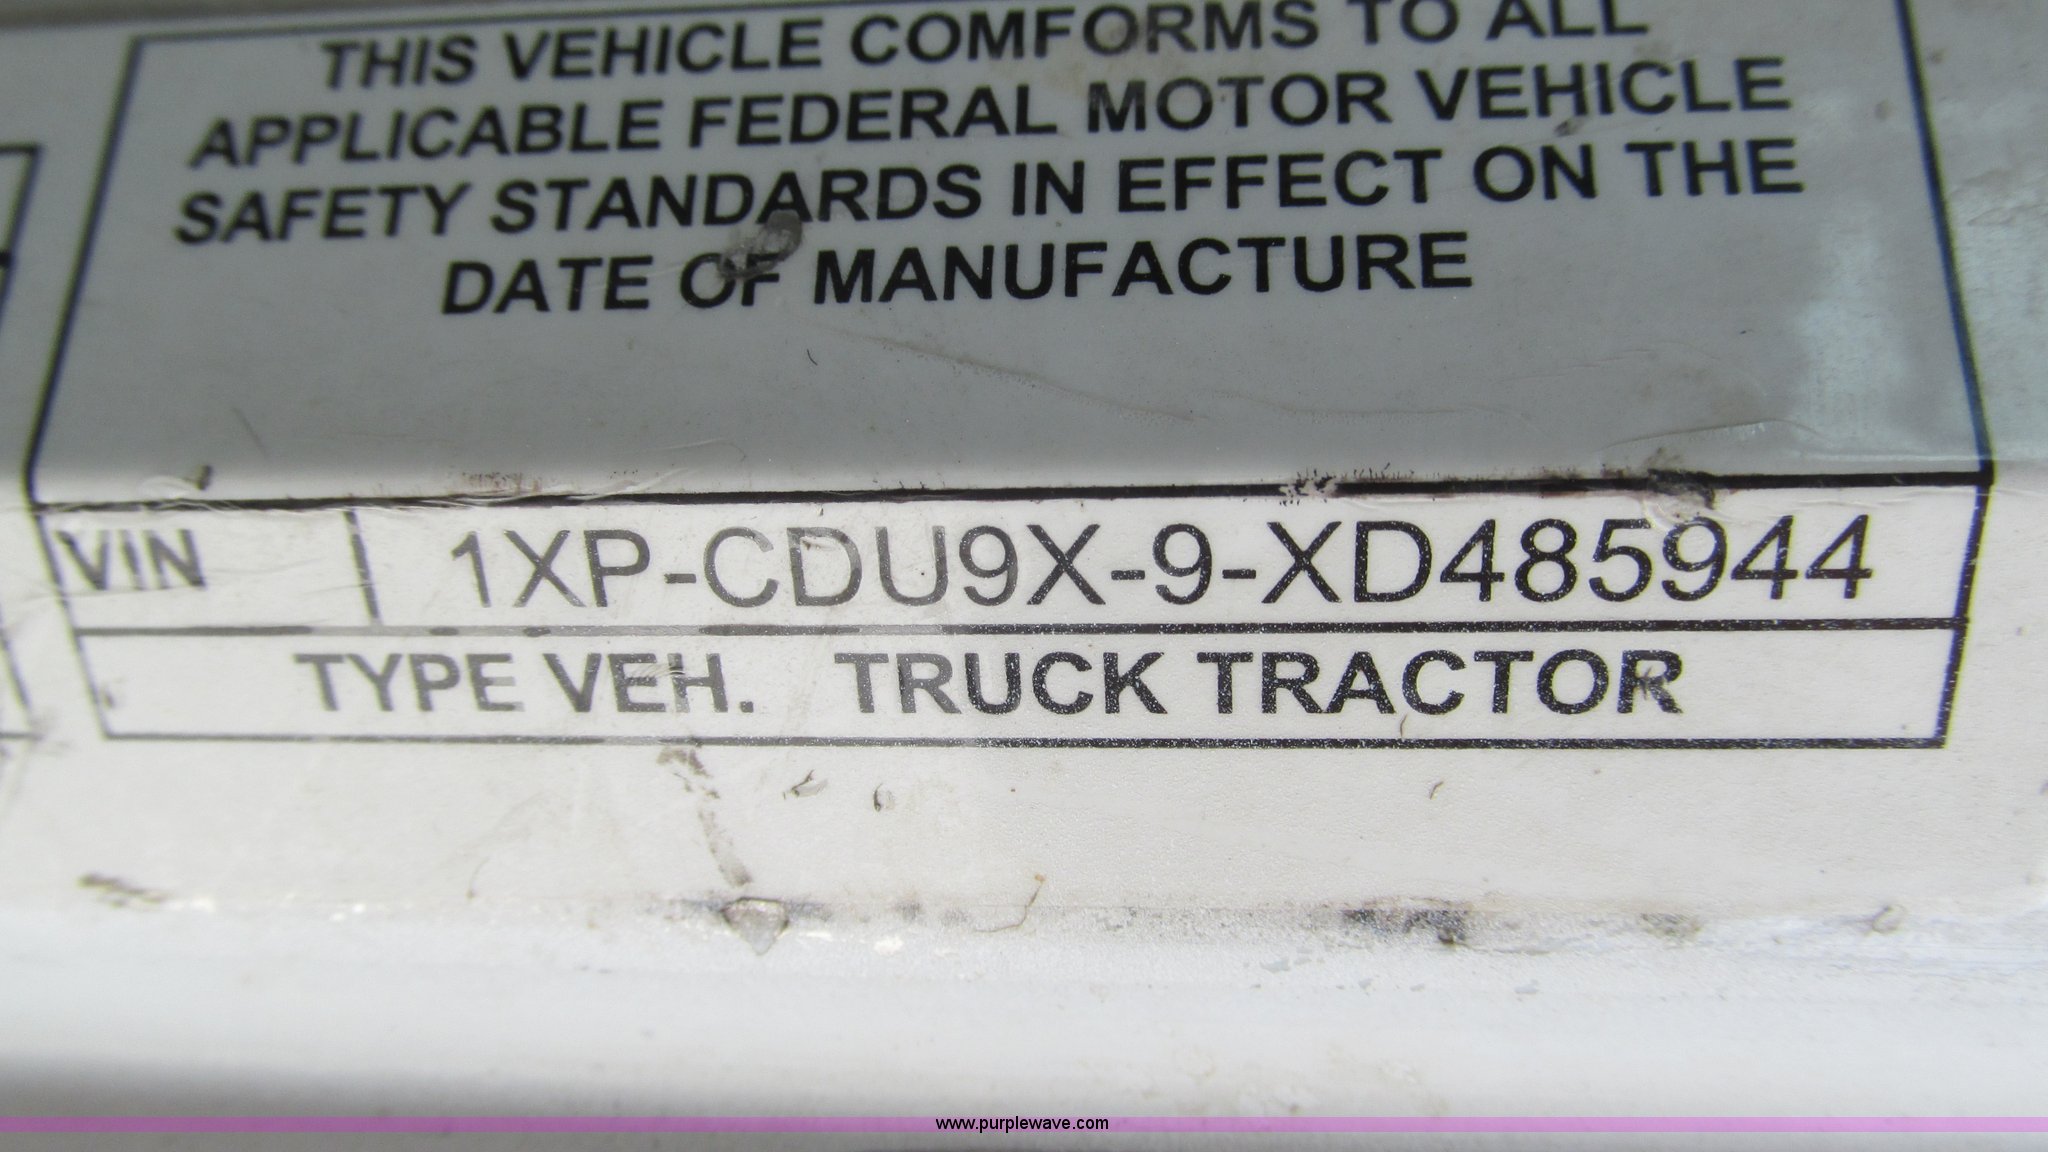 THIS VEHICLE COMFORMS TO ALL
APPLICABLE FEDERAL MOTOR VEHICLE
SAFETY STANDARDS IN EFFECT ON THE
DATE OF MANUFACTURE
VIN 1XP-CDU9X-9-XD485944
TYPE VEH. TRUCK TRACTOR
www.purplewave.com